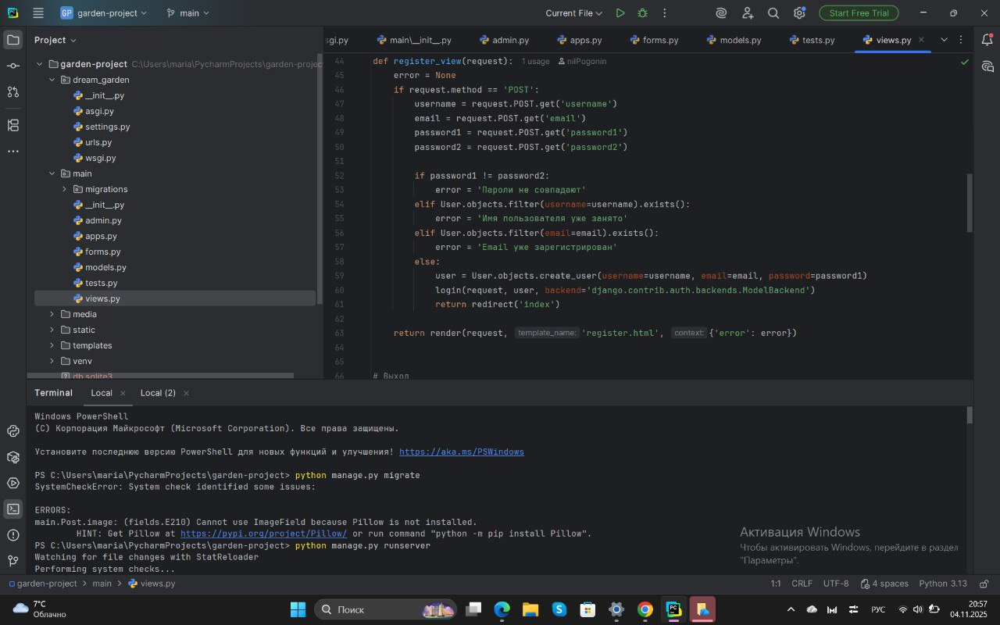 GP garden-project main Current File Start Free Trial
Project
sgi.py main\__init__.py admin.py apps.py forms.py models.py tests.py views.py
garden-project C:\Users\maria\PycharmProjects\garden-projec
dream_garden
__init__.py
asgi.py
settings.py
urls.py
wsgi.py
main
migrations
__init__.py
admin.py
apps.py
forms.py
models.py
tests.py
views.py
media
static
templates
venv
db.sqlite3
44 def register_view(request): 1 usage nilPogonin
45 error = None
46 if request.method == 'POST':
47 username = request.POST.get('username')
48 email = request.POST.get('email')
49 password1 = request.POST.get('password1')
50 password2 = request.POST.get('password2')
51
52 if password1 != password2:
53 error = 'Пароли не совпадают'
54 elif User.objects.filter(username=username).exists():
55 error = 'Имя пользователя уже занято'
56 elif User.objects.filter(email=email).exists():
57 error = 'Email уже зарегистрирован'
58 else:
59 user = User.objects.create_user(username=username, email=email, password=password1)
60 login(request, user, backend='django.contrib.auth.backends.ModelBackend')
61 return redirect('index')
62
63 return render(request, template_name: 'register.html', context: {'error': error})
64
65
66 # Выход
Terminal Local Local (2)
Windows PowerShell
(C) Корпорация Майкрософт (Microsoft Corporation). Все права защищены.
Установите последнюю версию PowerShell для новых функций и улучшения! https://aka.ms/PSWindows
PS C:\Users\maria\PycharmProjects\garden-project> python manage.py migrate
SystemCheckError: System check identified some issues:
ERRORS:
main.Post.image: (fields.E210) Cannot use ImageField because Pillow is not installed.
HINT: Get Pillow at https://pypi.org/project/Pillow/ or run command "python -m pip install Pillow".
PS C:\Users\maria\PycharmProjects\garden-project> python manage.py runserver
Watching for file changes with StatReloader
Performing system checks...
Активация Windows
Чтобы активировать Windows, перейдите в раздел
"Параметры".
garden-project main views.py 1:1 CRLF UTF-8 4 spaces Python 3.13
7°C
Облачно
Поиск
РУС
20:57
04.11.2025